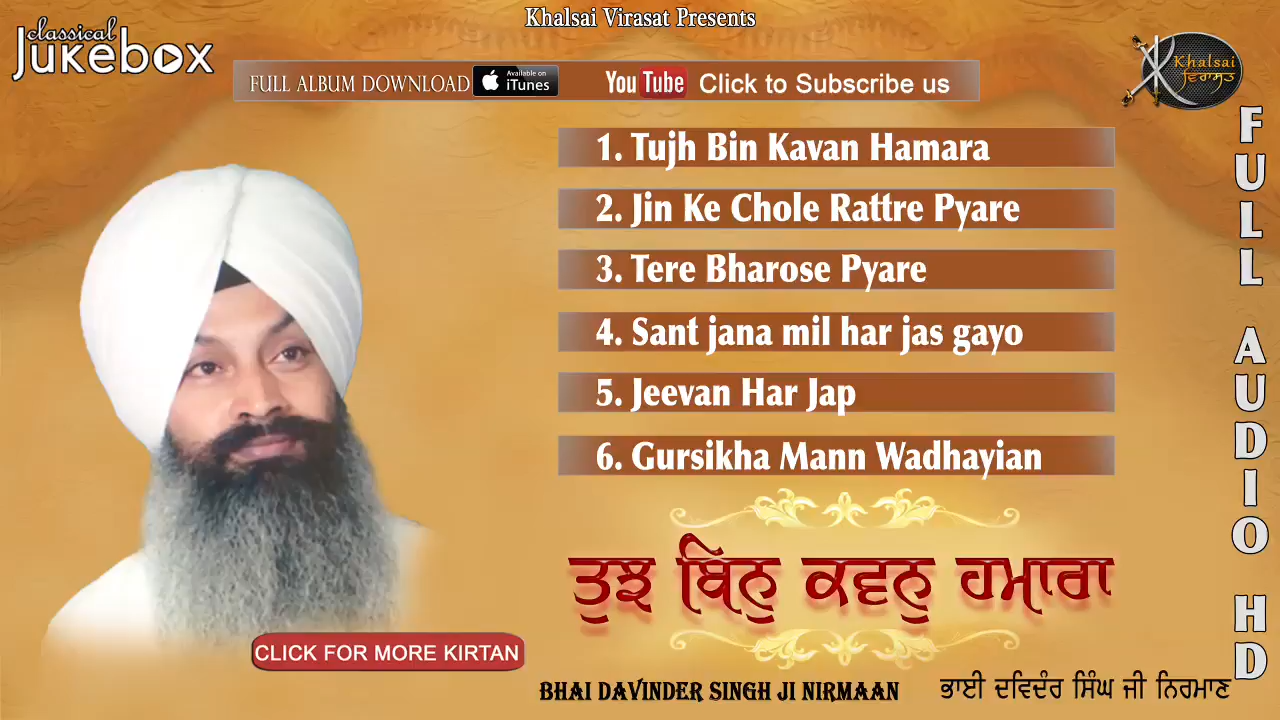 Khalsai Virasat Presents
classical
Jukebox
FULL ALBUM DOWNLOAD Available on iTunes YouTube Click to Subscribe us
Khalsai
ਵਿਰਾਸਤ
1. Tujh Bin Kavan Hamara
2. Jin Ke Chole Rattre Pyare
3. Tere Bharose Pyare
4. Sant jana mil har jas gayo
5. Jeevan Har Jap
6. Gursikha Mann Wadhayian
FULL AUDIO HD
ਤੁਝ ਬਿਨੁ ਕਵਨੁ ਹਮਾਰਾ
CLICK FOR MORE KIRTAN
BHAI DAVINDER SINGH JI NIRMAAN
ਭਾਈ ਦਵਿਦੰਰ ਸਿੰਘ ਜੀ ਨਿਰਮਾਣ